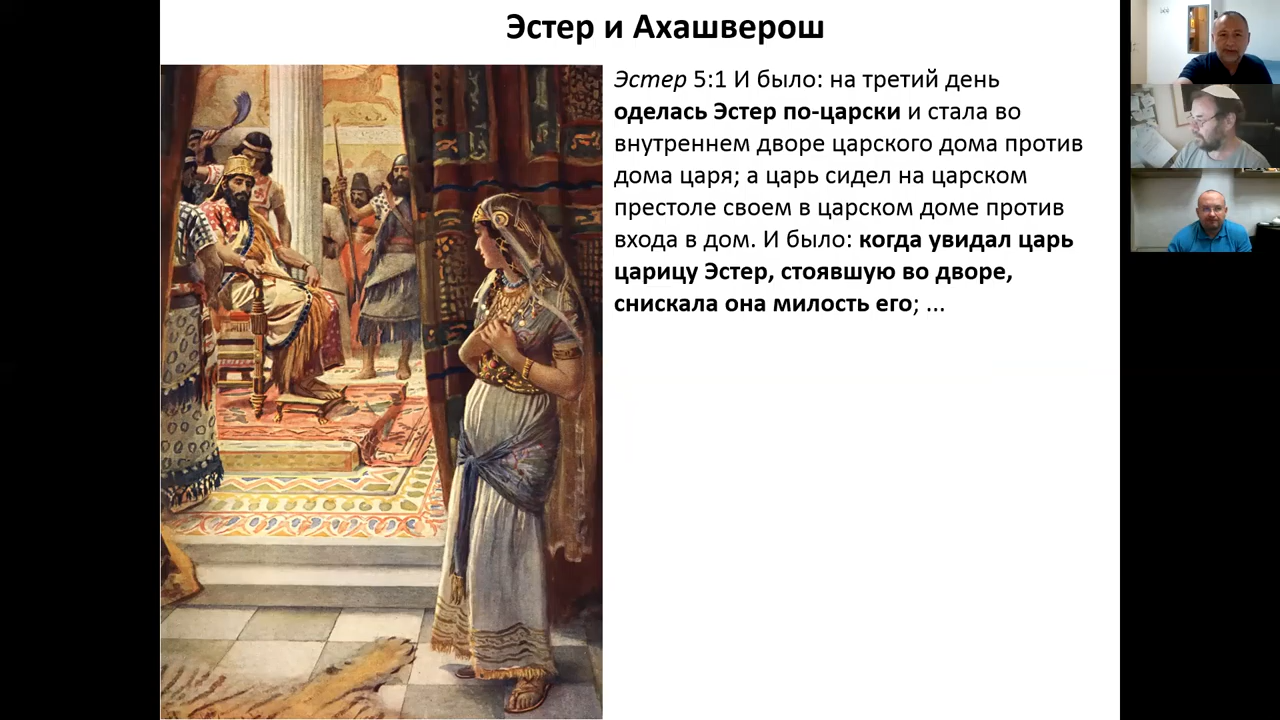 Эстер и Ахашверош
Эстер 5:1 И было: на третий день
оделась Эстер по-царски и стала во
внутреннем дворе царского дома против
дома царя; а царь сидел на царском
престоле своем в царском доме против
входа в дом. И было: когда увидал царь
царицу Эстер, стоявшую во дворе,
снискала она милость его; ...